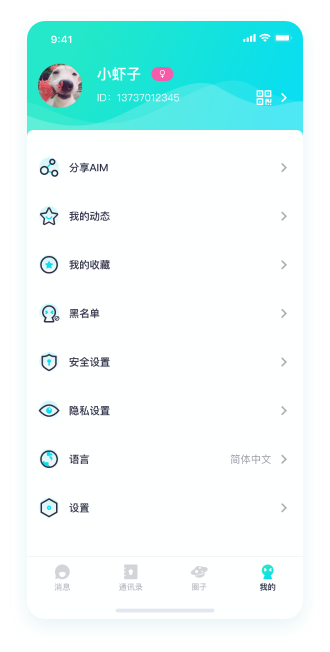 9:41
小虾子
ID：13737012345
分享AIM
我的动态
我的收藏
黑名单
安全设置
隐私设置
语言 简体中文
设置
消息 通讯录 圈子 我的